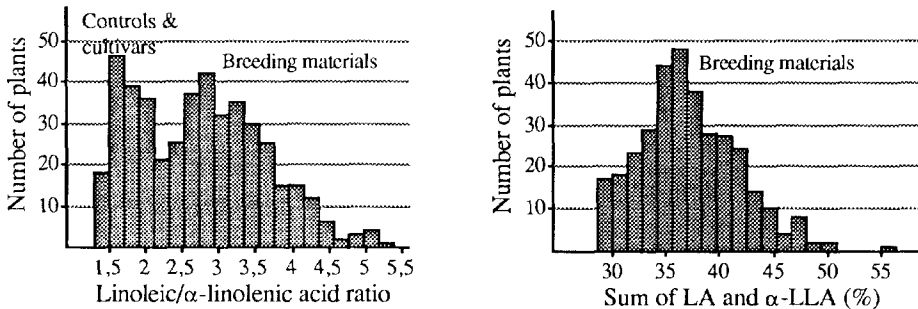 Controls &
cultivars
Breeding materials
Number of plants
50
40
30
20
10
1,5 2 2,5 3 3,5 4 4,5 5 5,5
Linoleic/α-linolenic acid ratio
Breeding materials
Number of plants
50
40
30
20
10
30 35 40 45 50 55
Sum of LA and α-LLA (%)